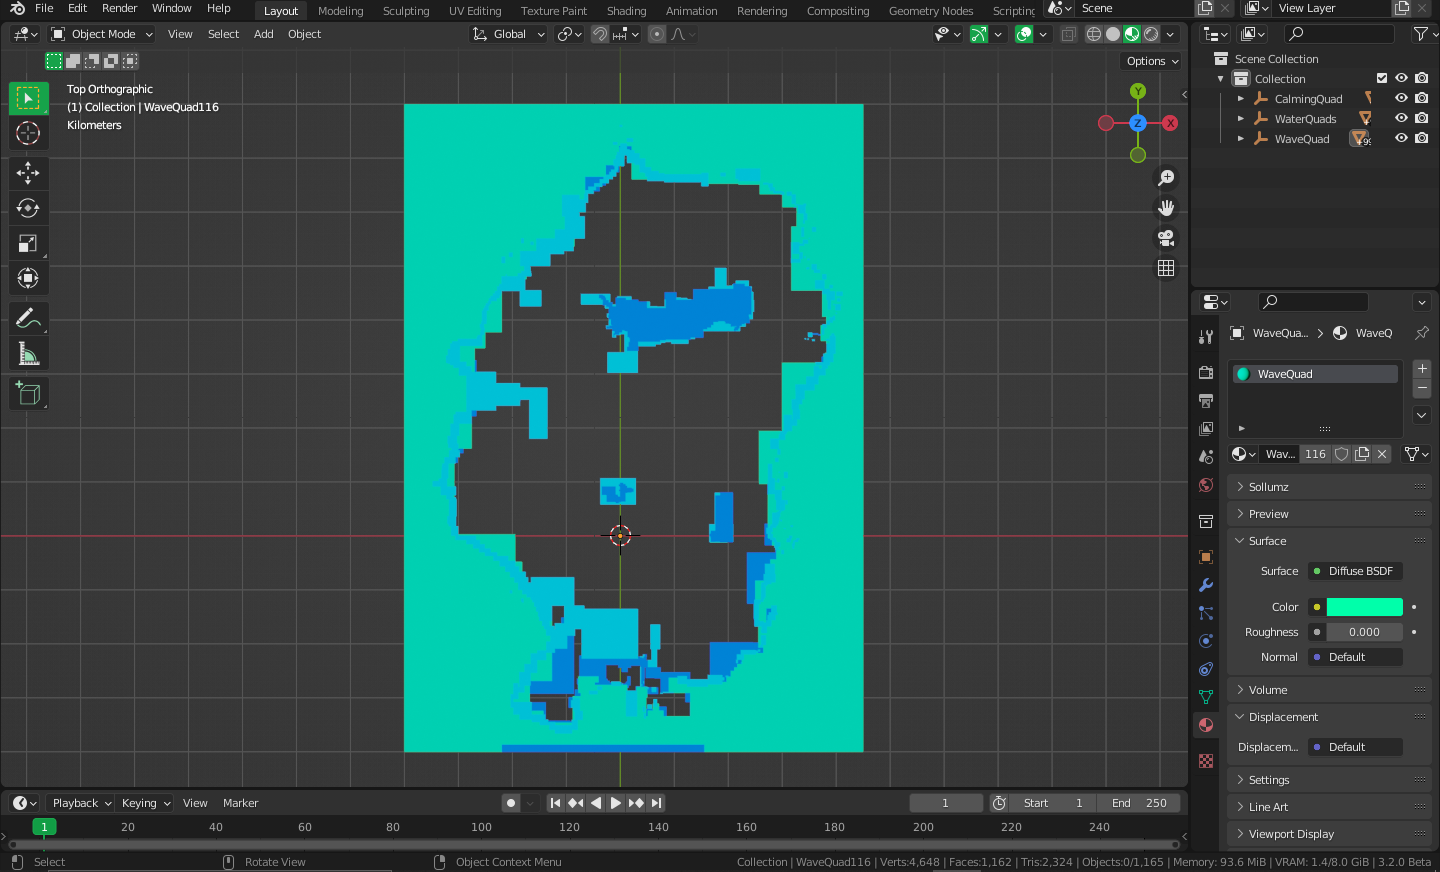 File Edit Render Window Help Layout Modeling Sculpting UV Editing Texture Paint Shading Animation Rendering Compositing Geometry Nodes Scripting Scene View Layer
Object Mode View Select Add Object Global
Options
Top Orthographic
(1) Collection | WaveQuad116
Kilometers
Y
Z
X
Scene Collection
Collection
CalmingQuad
WaterQuads
WaveQuad
WaveQua... > WaveQ
WaveQuad
Wav... 116
Sollumz
Preview
Surface
Surface Diffuse BSDF
Color
Roughness 0.000
Normal Default
Volume
Displacement
Displacem... Default
Settings
Line Art
Viewport Display
Playback Keying View Marker 1 Start 1 End 250
1 20 40 60 80 100 120 140 160 180 200 220 240
Select Rotate View Object Context Menu Collection | WaveQuad116 | Verts:4,648 | Faces:1,162 | Tris:2,324 | Objects:0/1,165 | Memory: 93.6 MiB | VRAM: 1.4/8.0 GiB | 3.2.0 Beta